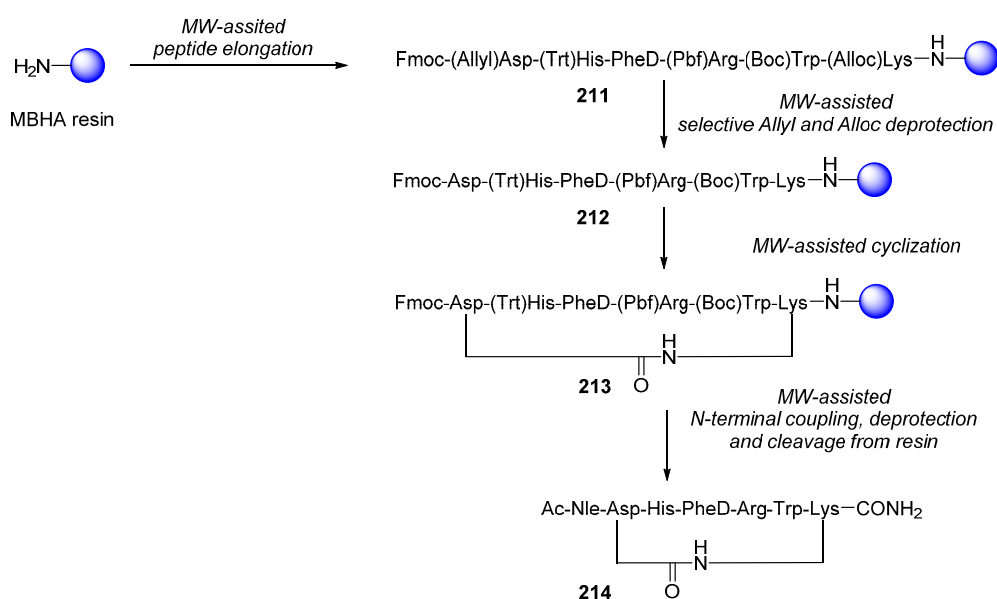 MW-assited
peptide elongation
H₂N
MBHA resin
Fmoc-(Allyl)Asp-(Trt)His-PheD-(Pbf)Arg-(Boc)Trp-(Alloc)Lys-N
H
211
MW-assisted
selective Allyl and Alloc deprotection
Fmoc-Asp-(Trt)His-PheD-(Pbf)Arg-(Boc)Trp-Lys-N
H
212
MW-assisted cyclization
Fmoc-Asp-(Trt)His-PheD-(Pbf)Arg-(Boc)Trp-Lys-N
H
H
N
O
213
MW-assisted
N-terminal coupling, deprotection
and cleavage from resin
Ac-Nle-Asp-His-PheD-Arg-Trp-Lys-CONH₂
H
N
O
214